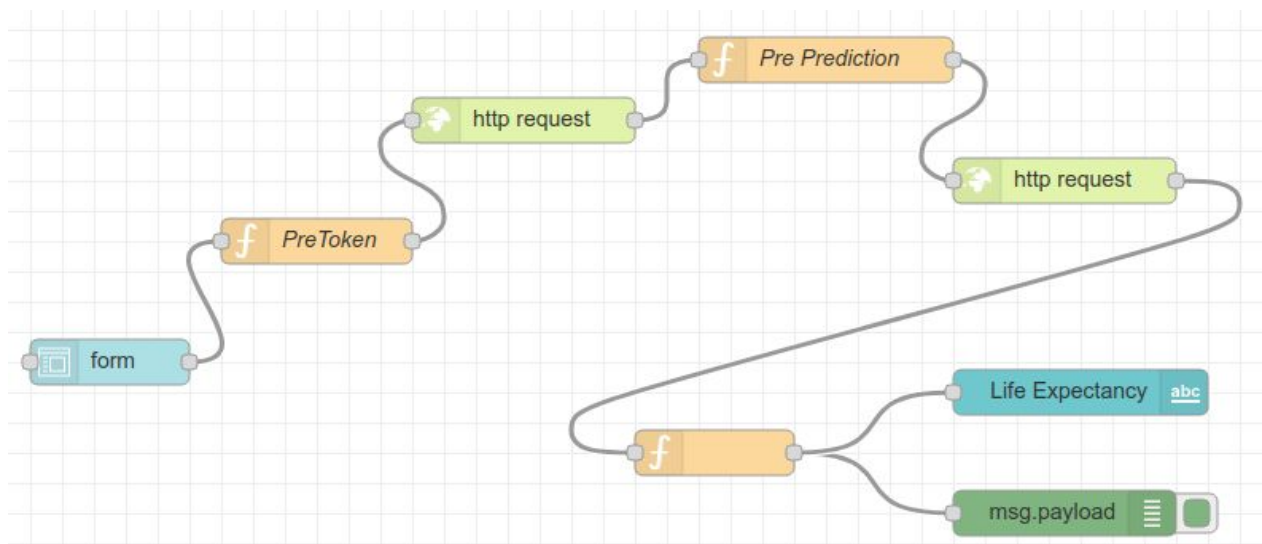 Pre Prediction
http request
http request
PreToken
form
Life Expectancy
abc
msg.payload